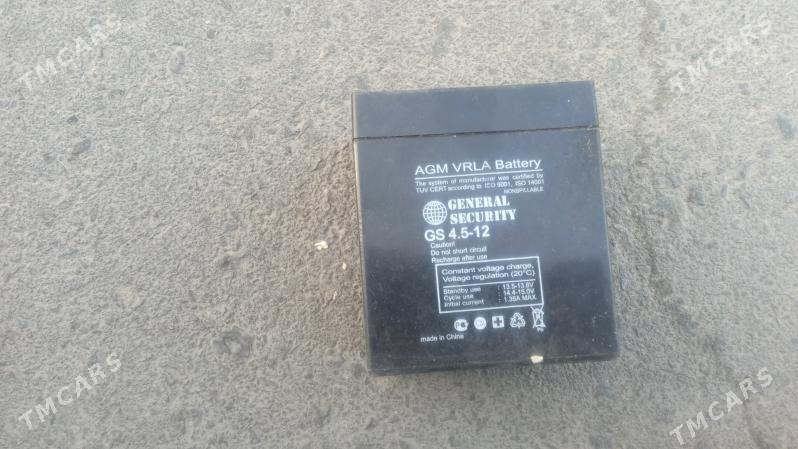 TMCARS
TMCARS
TMCARS
AGM VRLA Battery
The system of manufacturer was certified by
TUV CERT according to ISO 9001, ISO 14001
NONSPILLABLE
GENERAL
SECURITY
GS 4.5-12
Caution!
Do not short circuit
Recharge after use
Constant voltage charge,
Voltage regulation (20°C)
Standby use : 13.5-13.8V
Cycle use : 14.4-15.0V
Initial current : 1.35A MAX.
Pb
made in China
TMCARS
TMCARS